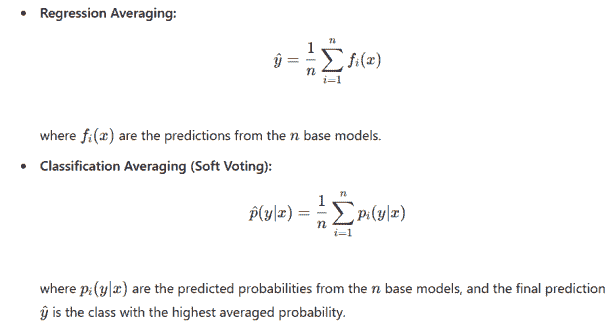 • Regression Averaging:
ŷ = 1/n ∑_{i=1}^{n} f_i(x)
where f_i(x) are the predictions from the n base models.
• Classification Averaging (Soft Voting):
p̂(y|x) = 1/n ∑_{i=1}^{n} p_i(y|x)
where p_i(y|x) are the predicted probabilities from the n base models, and the final prediction
ŷ is the class with the highest averaged probability.